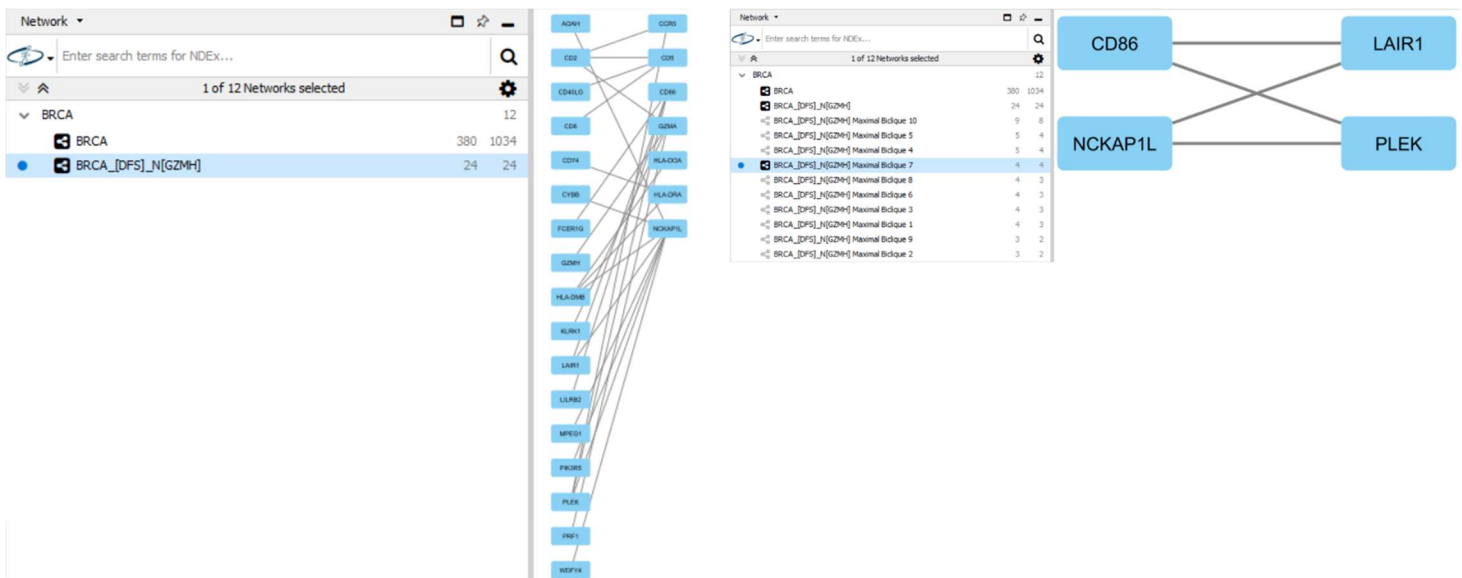 Network
Enter search terms for NDEx...
1 of 12 Networks selected
BRCA 12
BRCA 380 1034
BRCA_[DFS]_N[GZMH] 24 24
AOAH
CD2
CD40LG
CD6
CD74
CYBB
FCER1G
GZMH
HLA-DMB
KLRK1
LAIR1
LILRB2
MPEG1
PIK3R5
PLEK
PRF1
WDFY4
CCR5
CD5
CD86
GZMA
HLA-DOA
HLA-DRA
NCKAP1L
Network
Enter search terms for NDEx...
1 of 12 Networks selected
BRCA 12
BRCA 380 1034
BRCA_[DFS]_N[GZMH] 24 24
BRCA_[DFS]_N[GZMH] Maximal Biclique 10 9 8
BRCA_[DFS]_N[GZMH] Maximal Biclique 5 5 4
BRCA_[DFS]_N[GZMH] Maximal Biclique 4 5 4
BRCA_[DFS]_N[GZMH] Maximal Biclique 7 4 4
BRCA_[DFS]_N[GZMH] Maximal Biclique 8 4 3
BRCA_[DFS]_N[GZMH] Maximal Biclique 6 4 3
BRCA_[DFS]_N[GZMH] Maximal Biclique 3 4 3
BRCA_[DFS]_N[GZMH] Maximal Biclique 1 4 3
BRCA_[DFS]_N[GZMH] Maximal Biclique 9 3 2
BRCA_[DFS]_N[GZMH] Maximal Biclique 2 3 2
CD86
LAIR1
NCKAP1L
PLEK